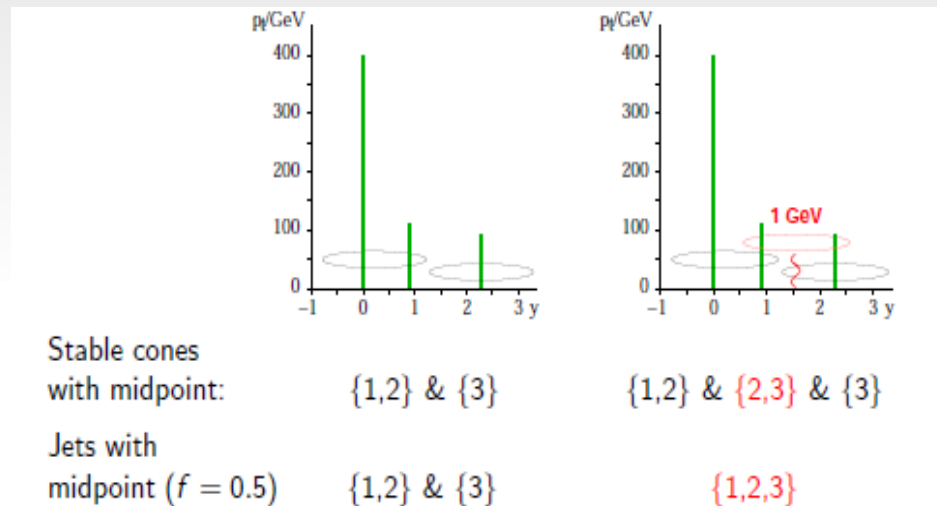 pt/GeV
400
300
200
100
0
–1 0 1 2 3 y
pt/GeV
400
300
200
100
0
1 GeV
–1 0 1 2 3 y
Stable cones
with midpoint: {1,2} & {3} {1,2} & {2,3} & {3}
Jets with
midpoint (f = 0.5) {1,2} & {3} {1,2,3}